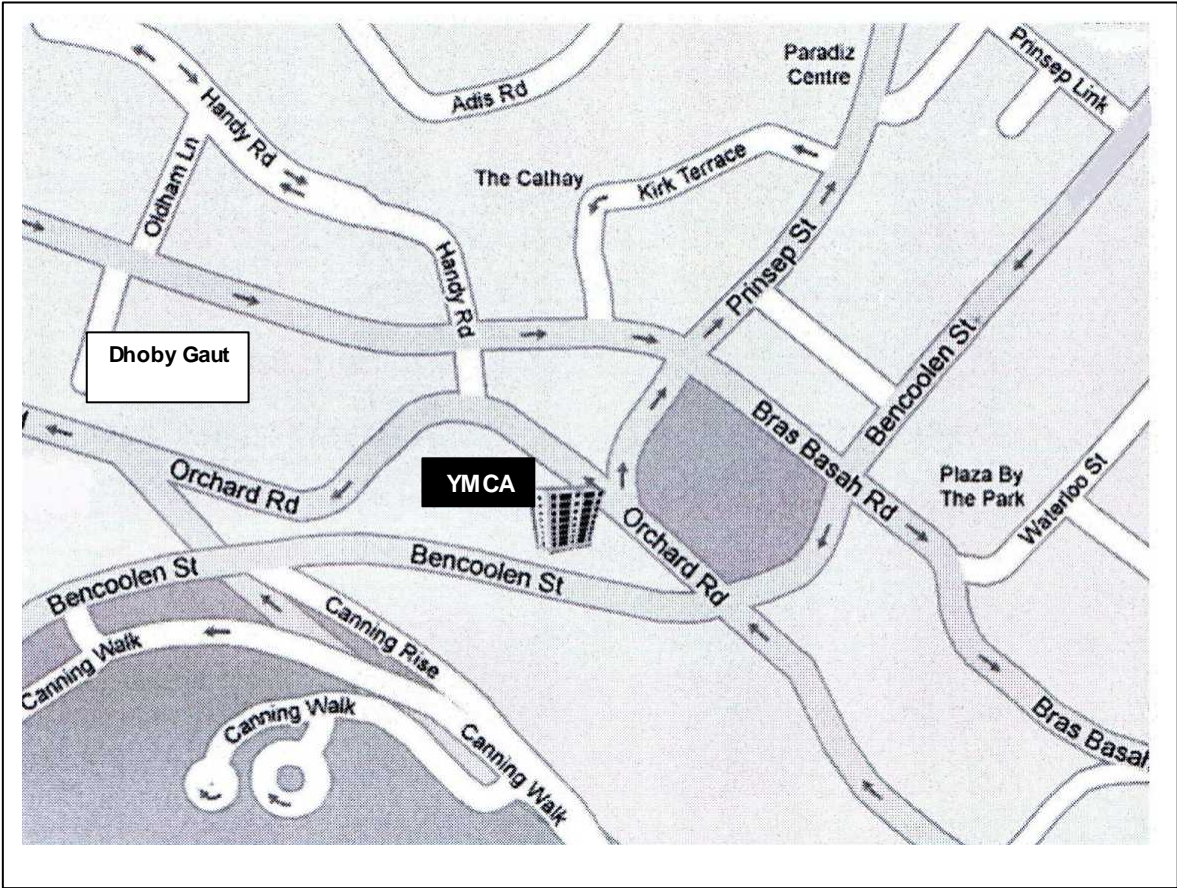 Paradiz
Centre
Prinsep Link
Adis Rd
Handy Rd
Oldham Ln
The Cathay
Kirk Terrace
Handy Rd
Prinsep St
Bencoolen St
Dhoby Gaut
Bras Basah Rd
Orchard Rd
YMCA
Plaza By
The Park
Waterloo St
Orchard Rd
Bencoolen St
Bencoolen St
Canning Rise
Canning Walk
Canning Walk
Canning Walk
Bras Basah